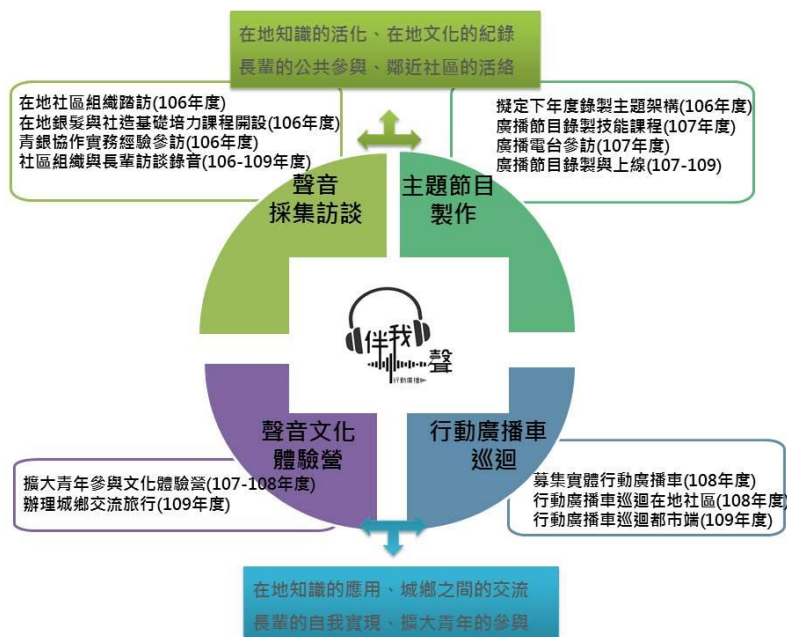 在地知識的活化、在地文化的紀錄
長輩的公共參與、鄰近社區的活絡
在地社區組織踏訪(106年度)
在地銀髮與社造基礎培力課程開設(106年度)
青銀協作實務經驗參訪(106年度)
社區組織與長輩訪談錄音(106-109年度)
擬定下年度錄製主題架構(106年度)
廣播節目錄製技能課程(107年度)
廣播電台參訪(107年度)
廣播節目錄製與上線(107-109)
聲音
採集訪談
主題節目
製作
伴我
聲
行動廣播
聲音文化
體驗營
行動廣播車
巡迴
擴大青年參與文化體驗營(107-108年度)
辦理城鄉交流旅行(109年度)
募集實體行動廣播車(108年度)
行動廣播車巡迴在地社區(108年度)
行動廣播車巡迴都市端(109年度)
在地知識的應用、城鄉之間的交流
長輩的自我實現、擴大青年的參與